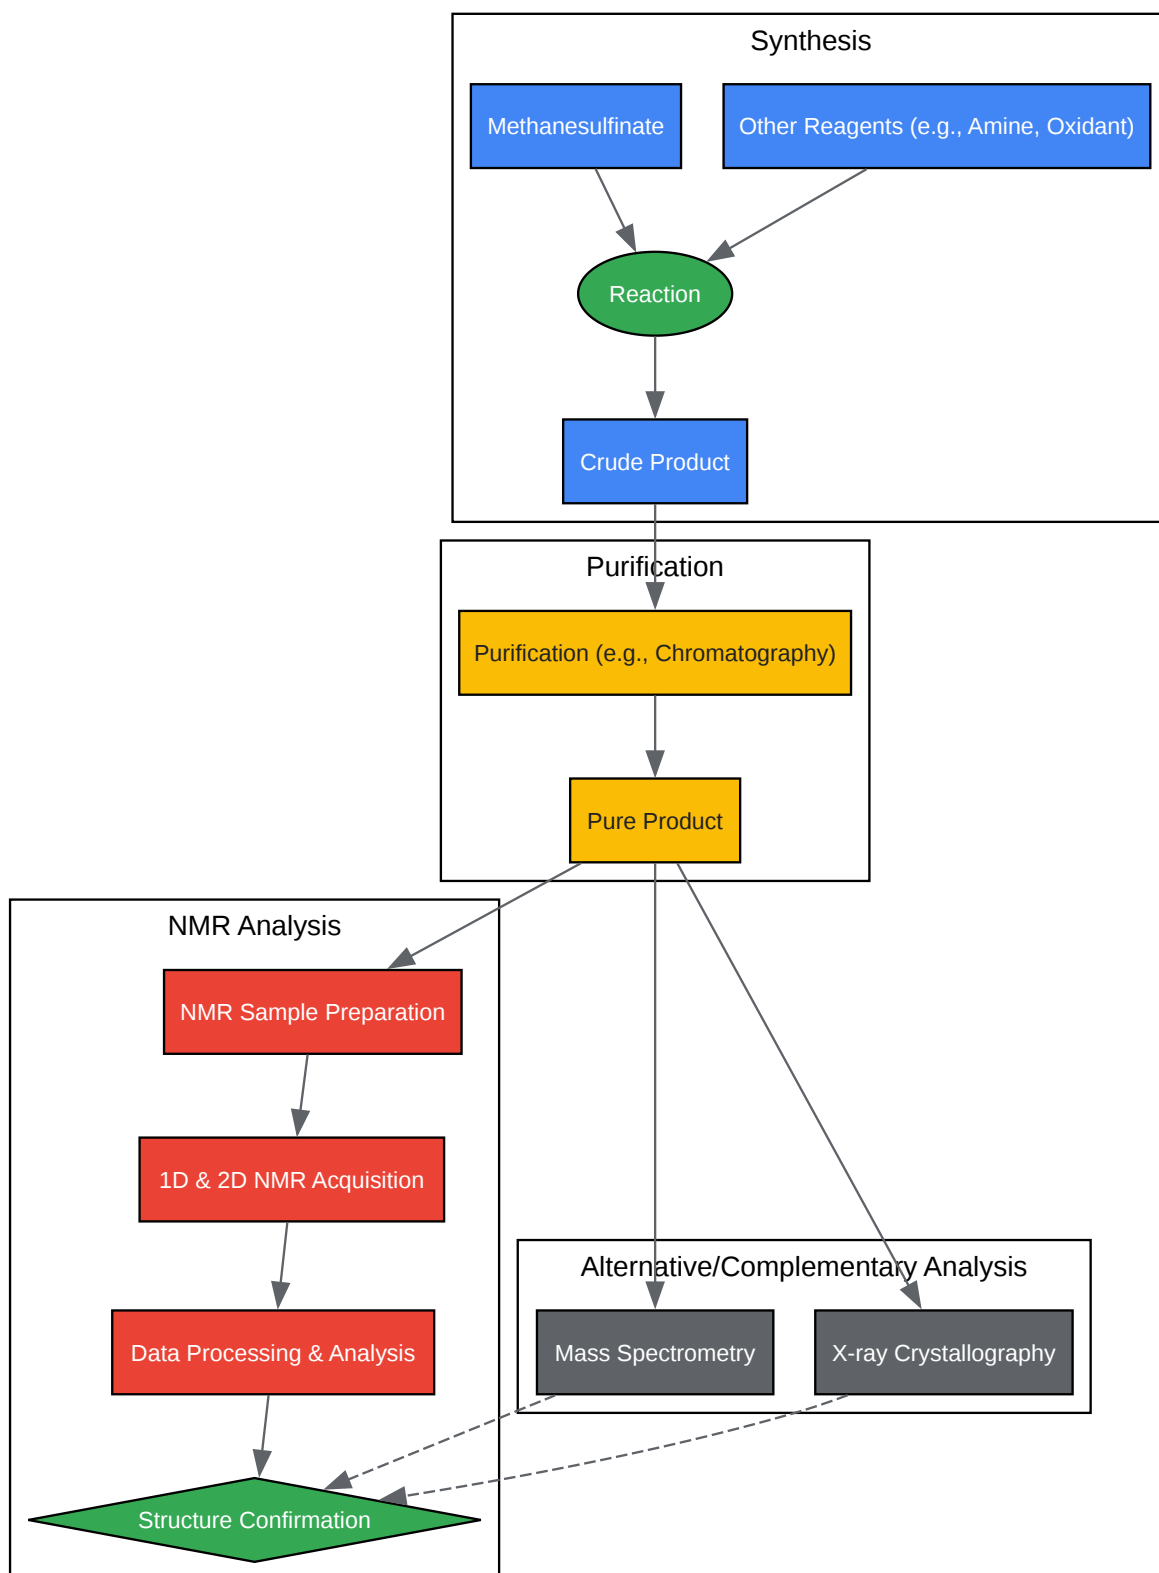 Synthesis
Methanesulfinate
Other Reagents (e.g., Amine, Oxidant)
Reaction
Crude Product
Purification
Purification (e.g., Chromatography)
Pure Product
NMR Analysis
NMR Sample Preparation
1D & 2D NMR Acquisition
Data Processing & Analysis
Alternative/Complementary Analysis
Mass Spectrometry
X-ray Crystallography
Structure Confirmation